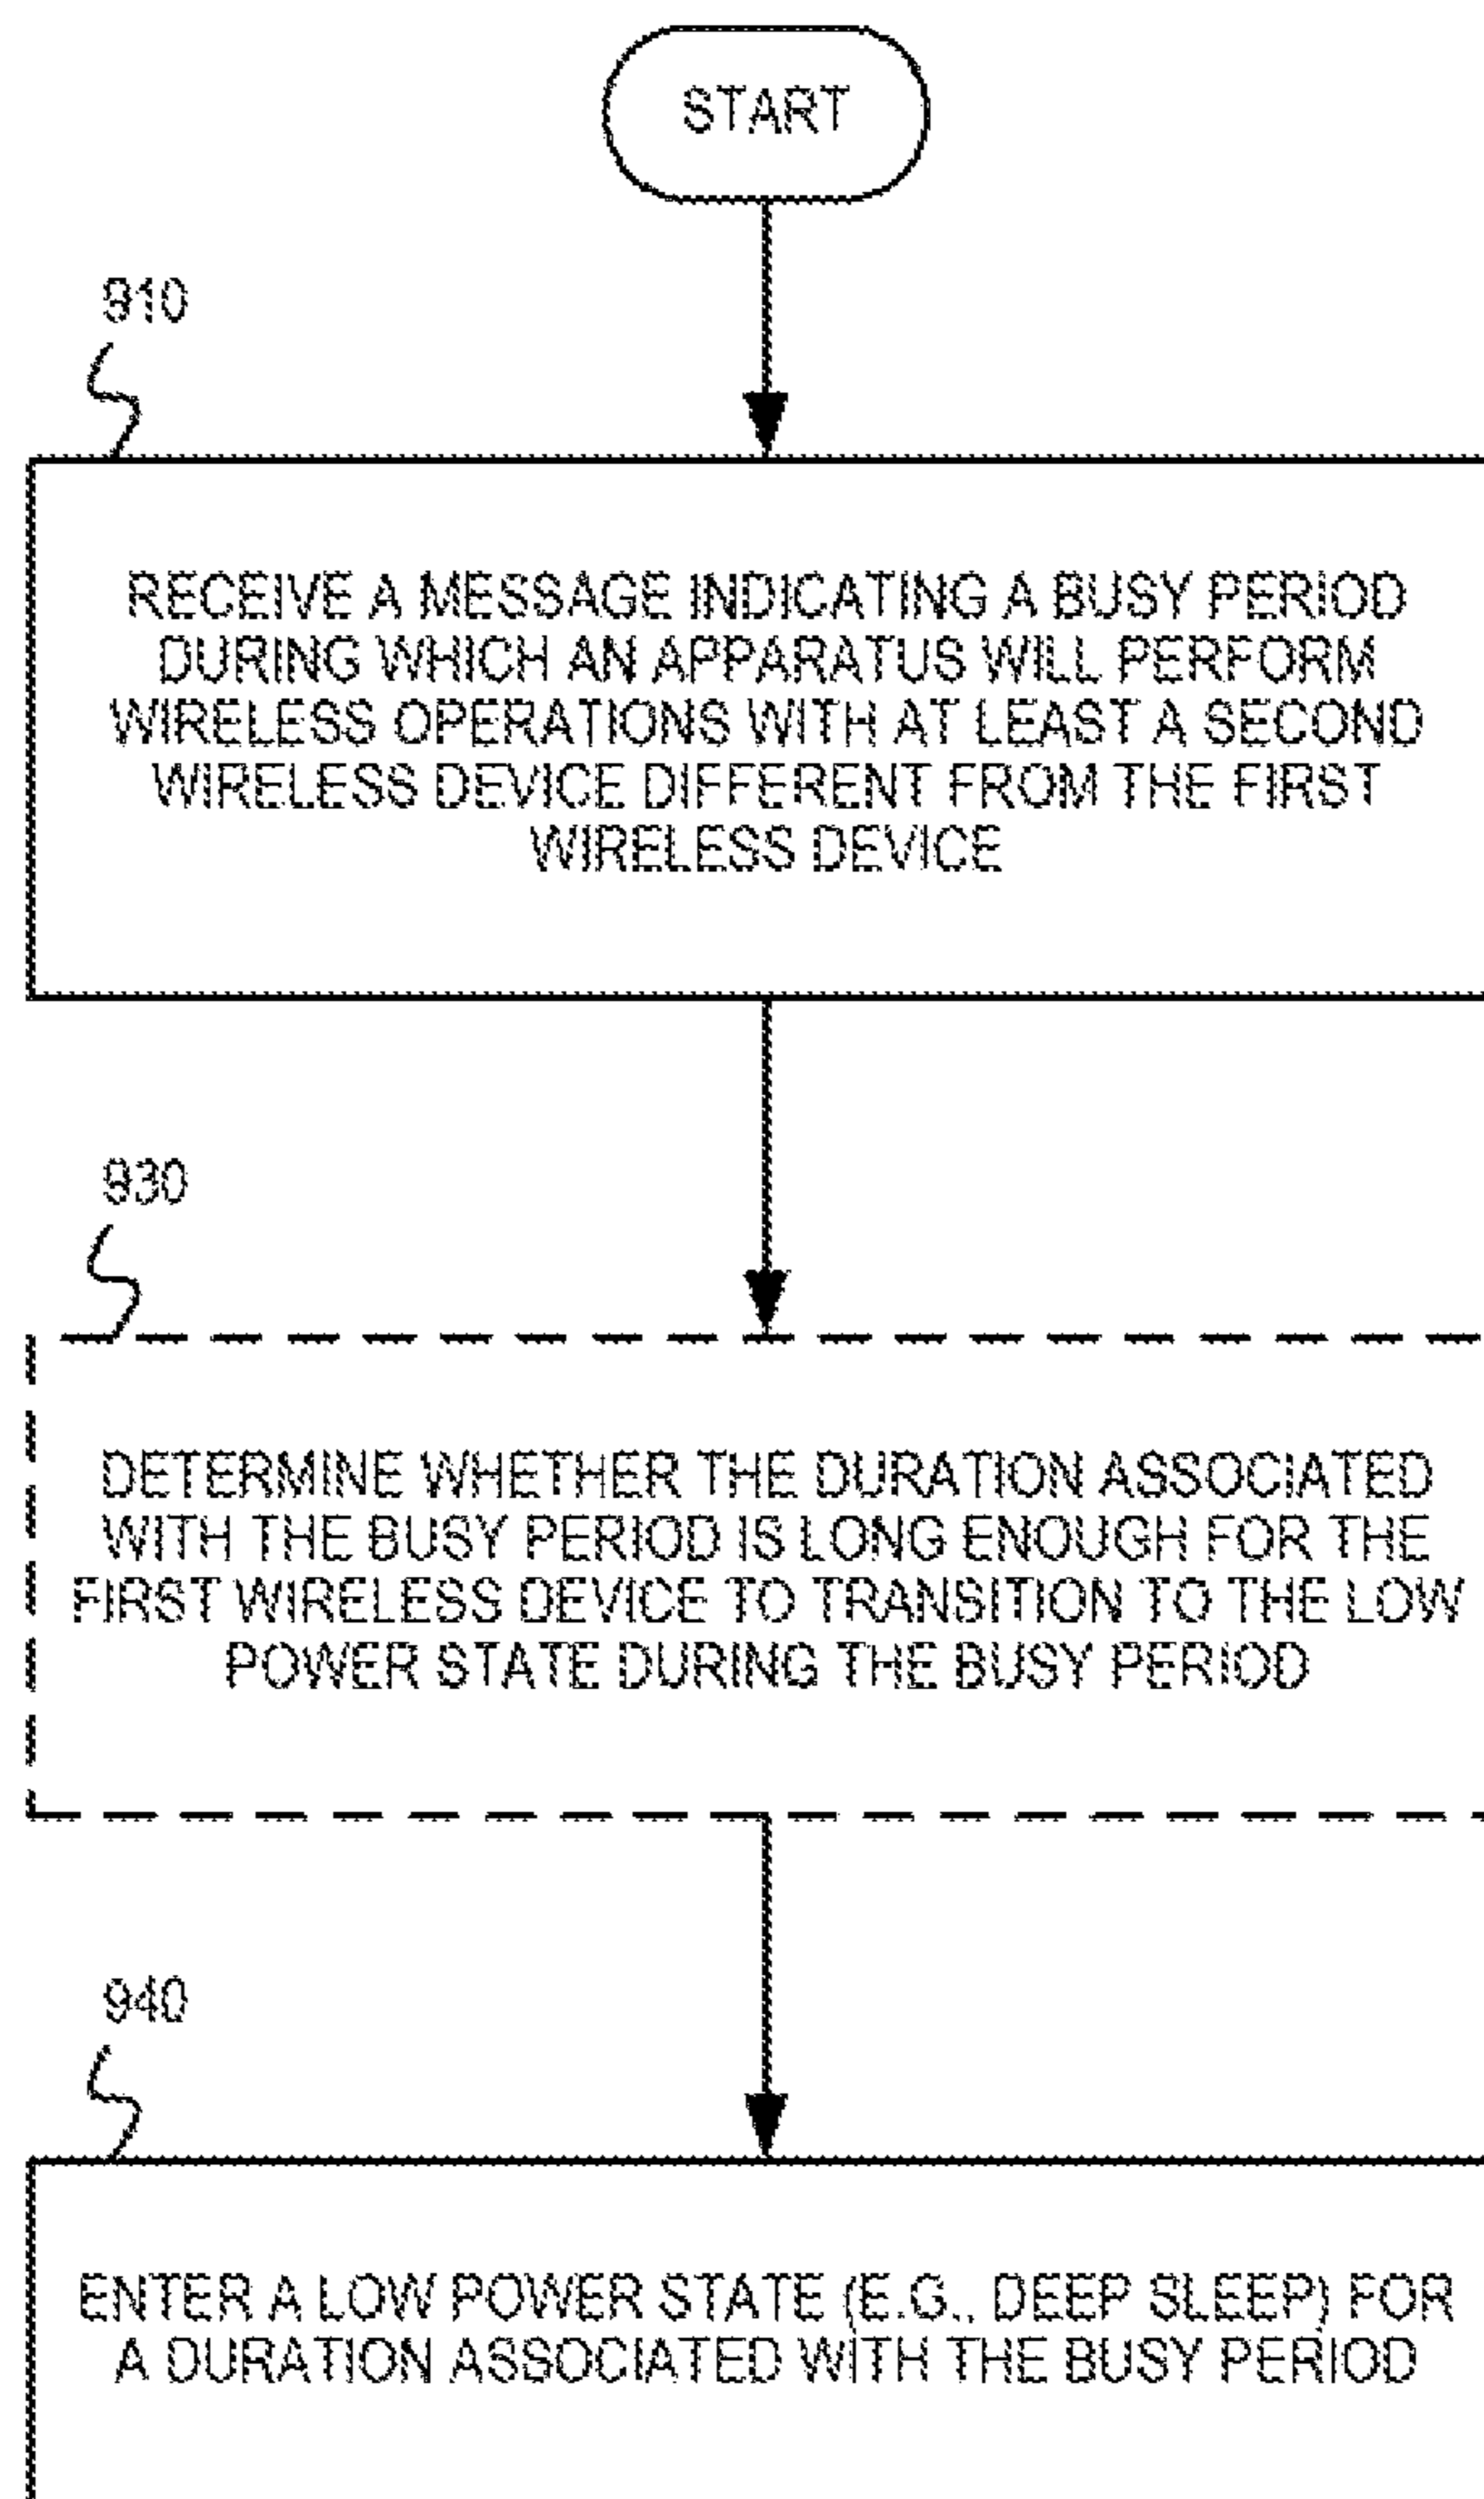 START
910
RECEIVE A MESSAGE INDICATING A BUSY PERIOD
DURING WHICH AN APPARATUS WILL PERFORM
WIRELESS OPERATIONS WITH AT LEAST A SECOND
WIRELESS DEVICE DIFFERENT FROM THE FIRST
WIRELESS DEVICE
930
DETERMINE WHETHER THE DURATION ASSOCIATED
WITH THE BUSY PERIOD IS LONG ENOUGH FOR THE
FIRST WIRELESS DEVICE TO TRANSITION TO THE LOW
POWER STATE DURING THE BUSY PERIOD
940
ENTER A LOW POWER STATE (E.G., DEEP SLEEP) FOR
A DURATION ASSOCIATED WITH THE BUSY PERIOD